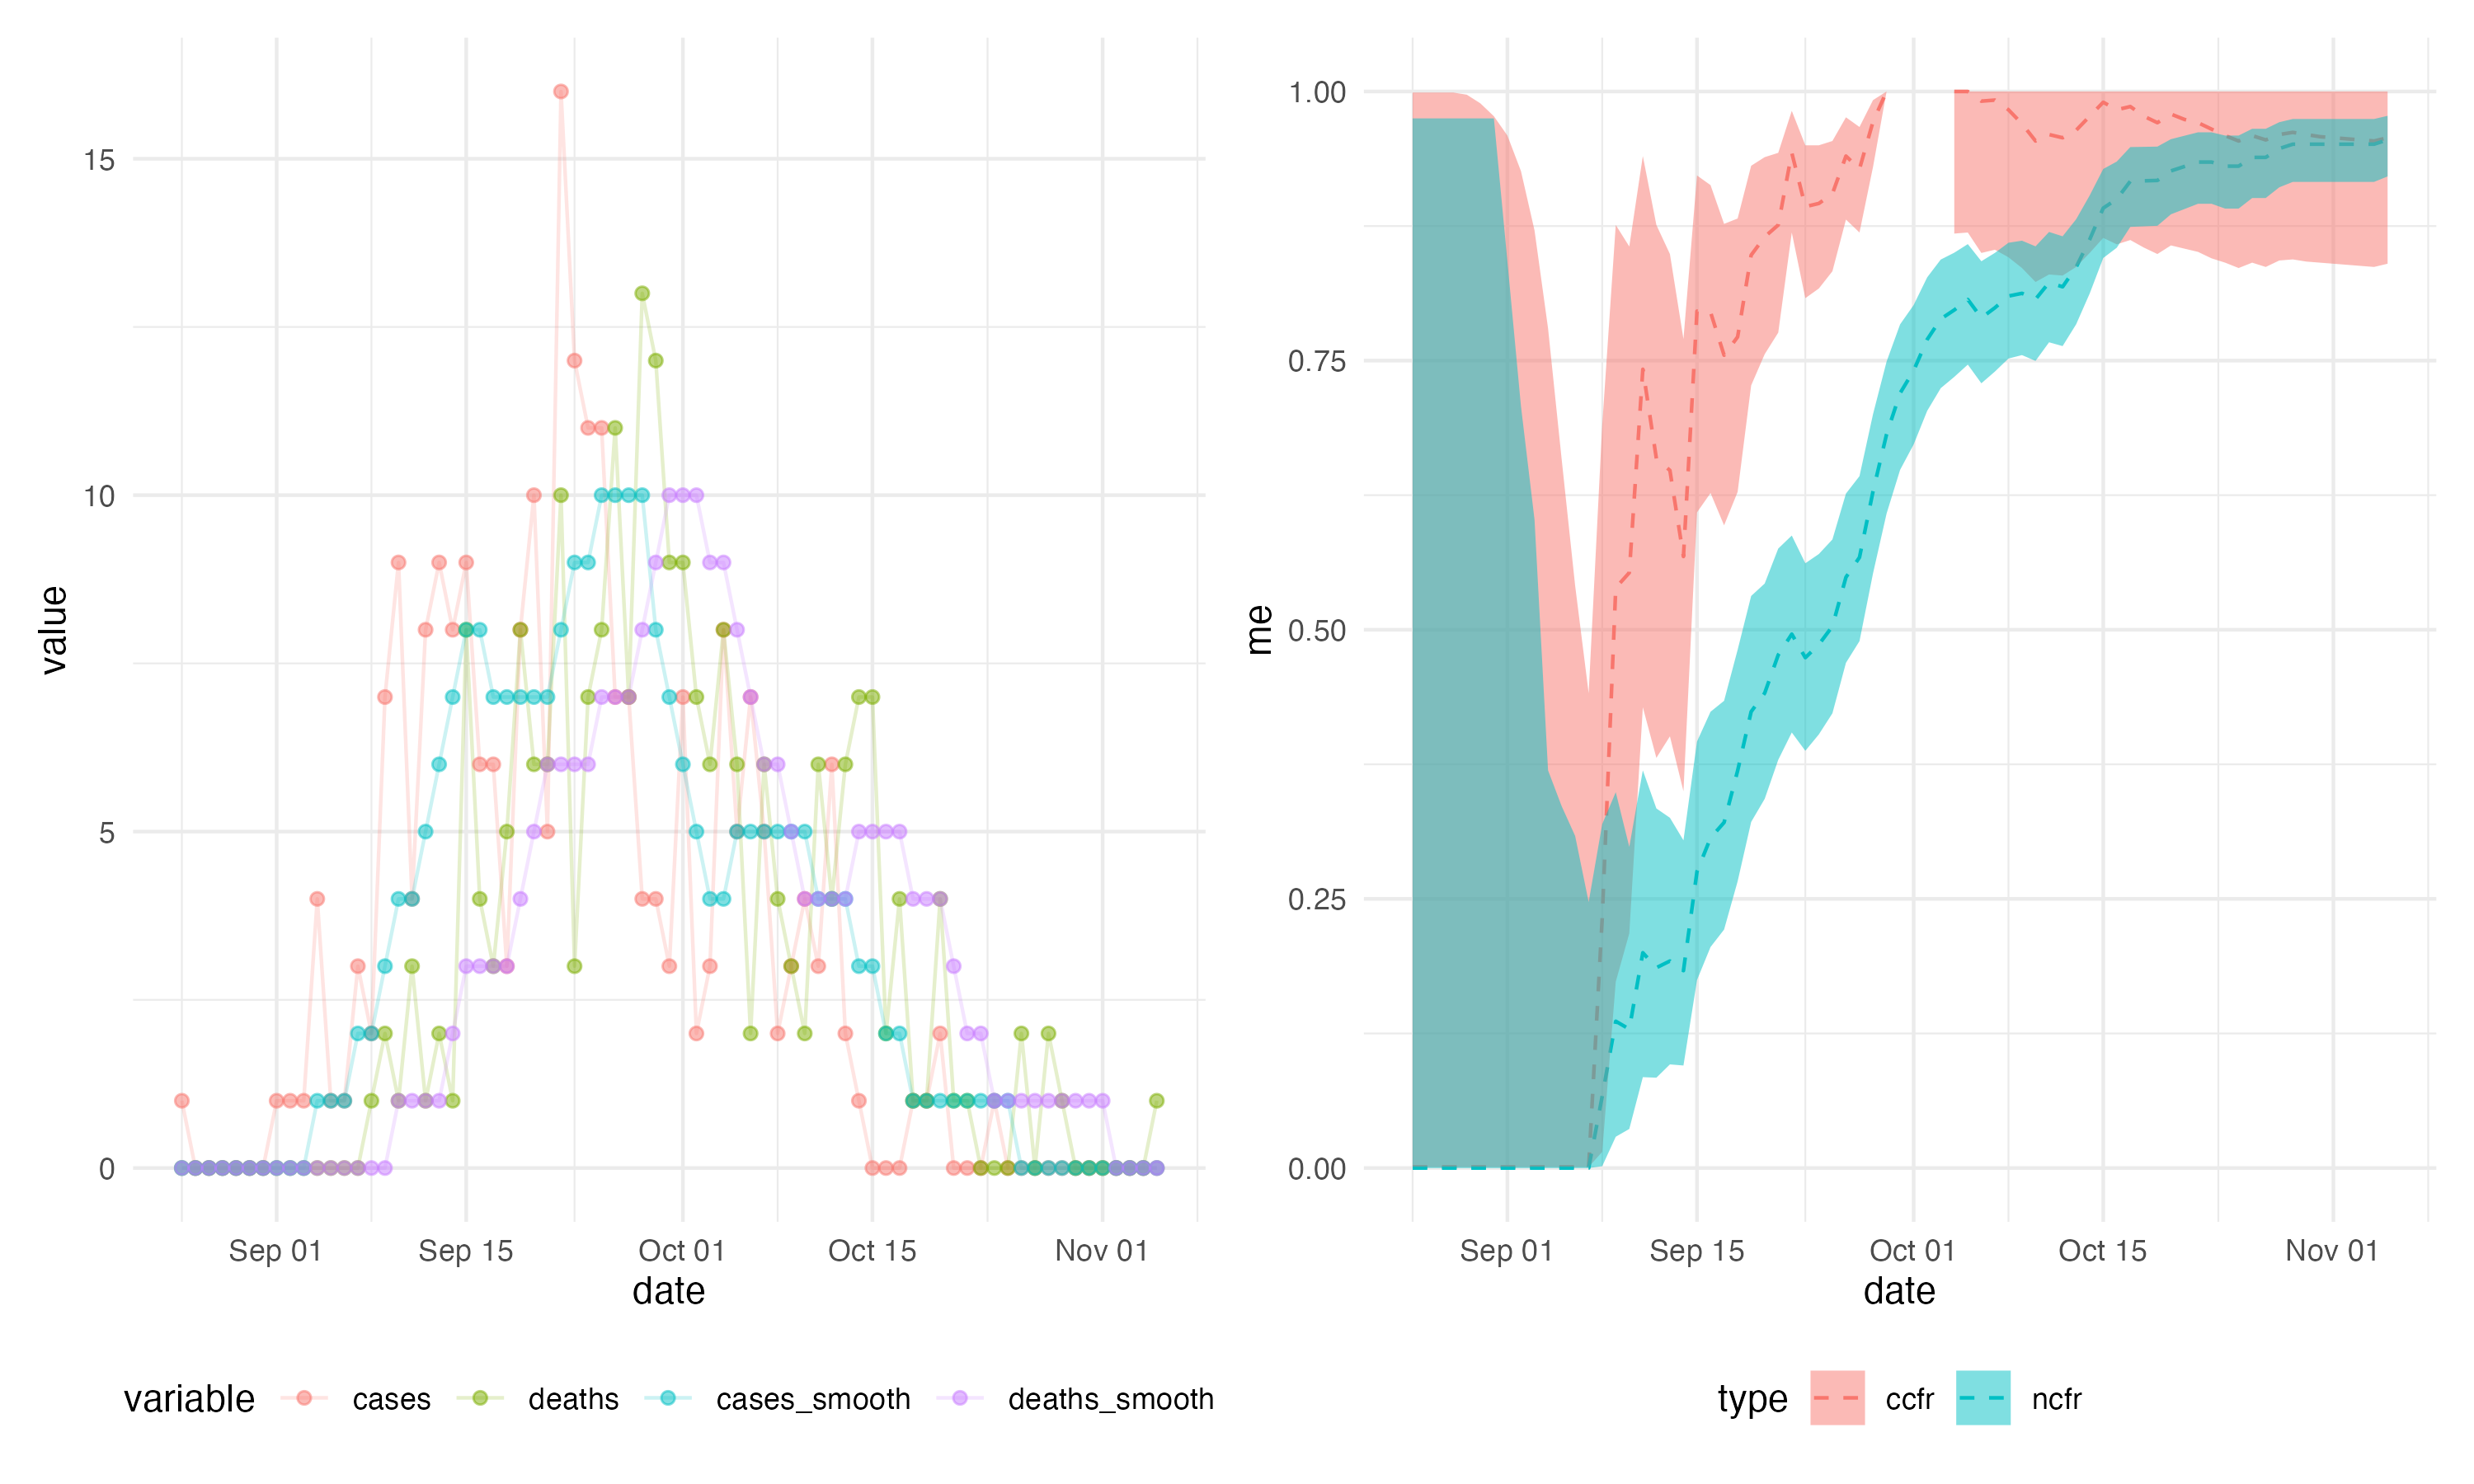 value
15
10
5
0
Sep 01 Sep 15 Oct 01 Oct 15 Nov 01
date
variable cases deaths cases_smooth deaths_smooth
me
1.00
0.75
0.50
0.25
0.00
Sep 01 Sep 15 Oct 01 Oct 15 Nov 01
date
type ccfr ncfr